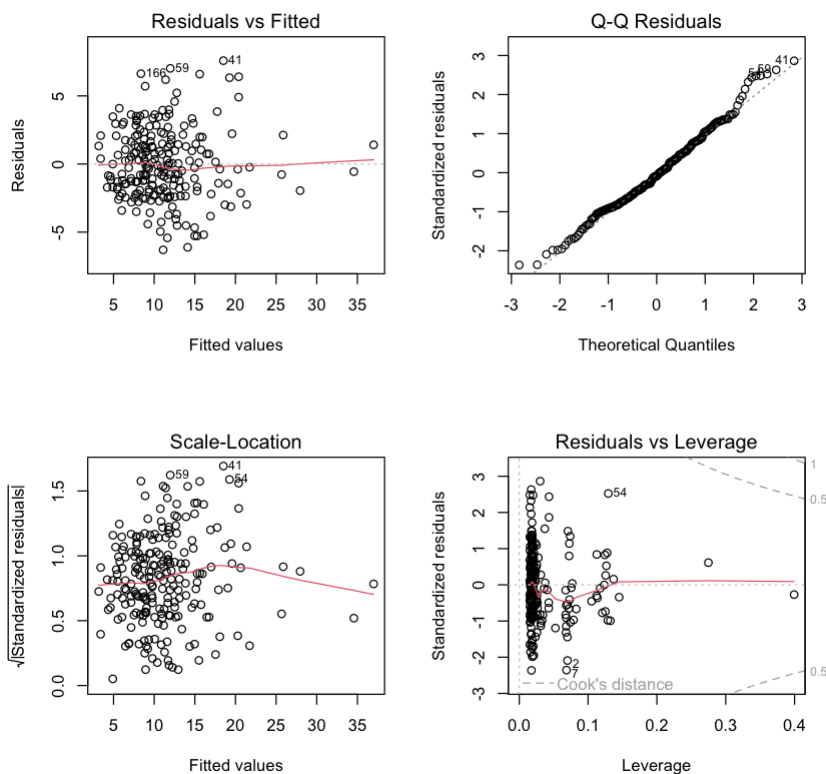 Residuals vs Fitted
Residuals
5
0
-5
166
59
41
5 10 15 20 25 30 35
Fitted values
Q-Q Residuals
Standardized residuals
3
2
1
0
-1
-2
59
41
-3 -2 -1 0 1 2 3
Theoretical Quantiles
Scale-Location
√|Standardized residuals|
1.5
1.0
0.5
0.0
59
41
54
5 10 15 20 25 30 35
Fitted values
Residuals vs Leverage
Standardized residuals
3
2
1
0
-1
-2
-3
54
2
7
1
0.5
0.5
Cook's distance
0.0 0.1 0.2 0.3 0.4
Leverage